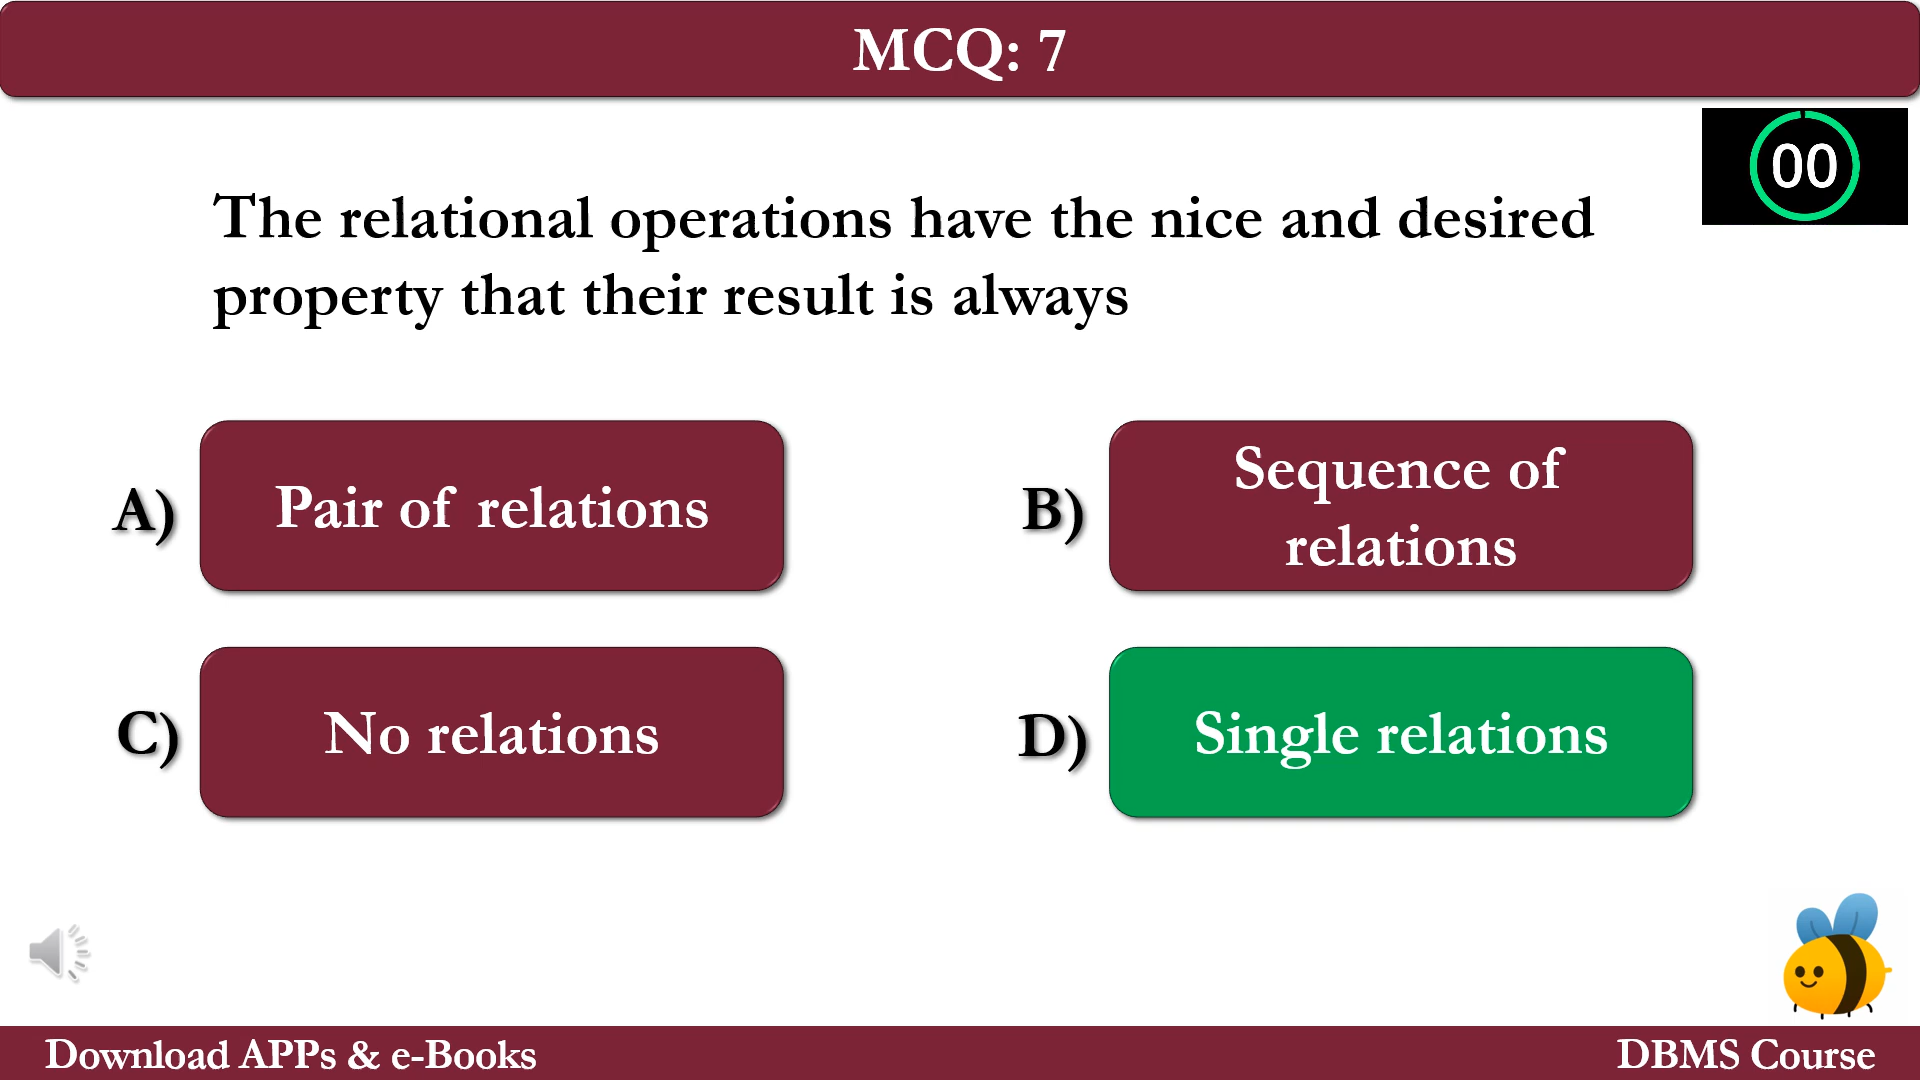 MCQ: 7
00
The relational operations have the nice and desired
property that their result is always
A) Pair of relations
B) Sequence of
relations
C) No relations
D) Single relations
Download APPs & e-Books
DBMS Course